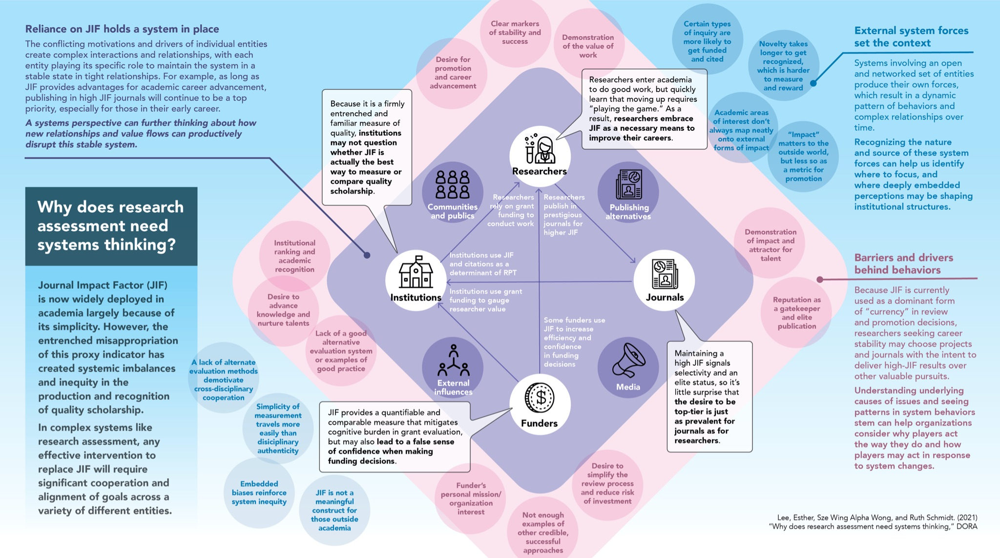 Reliance on JIF holds a system in place
The conflicting motivations and drivers of individual entities
create complex interactions and relationships, with each
entity playing its specific role to maintain the system in a
stable state in tight relationships. For example, as long as
JIF provides advantages for academic career advancement,
publishing in high JIF journals will continue to be a top
priority, especially for those in their early career.
A systems perspective can further thinking about how
new relationships and value flows can productively
disrupt this stable system.
Why does research
assessment need
systems thinking?
Journal Impact Factor (JIF)
is now widely deployed in
academia largely because of
its simplicity. However, the
entrenched misappropriation
of this proxy indicator has
created systemic imbalances
and inequity in the
production and recognition
of quality scholarship.
In complex systems like
research assessment, any
effective intervention to
replace JIF will require
significant cooperation and
alignment of goals across a
variety of different entities.
Desire for
promotion
and career
advancement
Clear markers
of stability and
success
Demonstration
of the value of
work
Because it is a firmly
entrenched and
familiar measure of
quality, institutions
may not question
whether JIF is
actually the best
way to measure or
compare quality
scholarship.
Researchers enter academia
to do good work, but quickly
learn that moving up requires
“playing the game.” As a
result, researchers embrace
JIF as a necessary means to
improve their careers.
Certain types
of inquiry are
more likely to
get funded
and cited
Novelty takes
longer to get
recognized,
which is harder
to measure
and reward
Academic areas
of interest don’t
always map neatly
onto external
forms of impact
“Impact”
matters to the
outside world,
but less so as
a metric for
promotion
External system forces
set the context
Systems involving an open
and networked set of entities
produce their own forces,
which result in a dynamic
pattern of behaviors and
complex relationships over
time.
Recognizing the nature
and source of these system
forces can help us identify
where to focus, and
where deeply embedded
perceptions may be shaping
institutional structures.
Researchers
Communities
and publics
Publishing
alternatives
Researchers
rely on grant
funding to
conduct work
Researchers
publish in
prestigious
journals for
higher JIF
Institutions use JIF
and citations as a
determinant of RPT
Institutions
Journals
Institutions use grant
funding to gauge
researcher value
Some funders use
JIF to increase
efficiency and
confidence
in funding
decisions
External
influences
Media
Funders
Institutional
ranking and
academic
recognition
Desire to
advance
knowledge and
nurture talents
Lack of a good
alternative
evaluation system
or examples of
good practice
A lack of alternate
evaluation methods
demotivate
cross-disciplinary
cooperation
Simplicity of
measurement
travels more
easily than
disiciplinary
authenticity
Embedded
biases reinforce
system inequity
JIF is not a
meaningful
construct for
those outside
academia
JIF provides a quantifiable and
comparable measure that mitigates
cognitive burden in grant evaluation,
but may also lead to a false sense
of confidence when making
funding decisions.
Funder’s
personal mission/
organization
interest
Not enough
examples of
other credible,
successful
approaches
Desire to
simplify the
review process
and reduce risk
of investment
Maintaining a
high JIF signals
selectivity and an
elite status, so it’s
little surprise that
the desire to be
top-tier is just
as prevalent for
journals as for
researchers.
Demonstration
of impact and
attractor for
talent
Reputation as
a gatekeeper
and elite
publication
Barriers and drivers
behind behaviors
Because JIF is currently
used as a dominant form
of “currency” in review
and promotion decisions,
researchers seeking career
stability may choose projects
and journals with the intent to
deliver high-JIF results over
other valuable pursuits.
Understanding underlying
causes of issues and seeing
patterns in system behaviors
stem can help organizations
consider why players act
the way they do and how
players may act in response
to system changes.
Lee, Esther, Sze Wing Alpha Wong, and Ruth Schmidt. (2021)
“Why does research assessment need systems thinking,” DORA